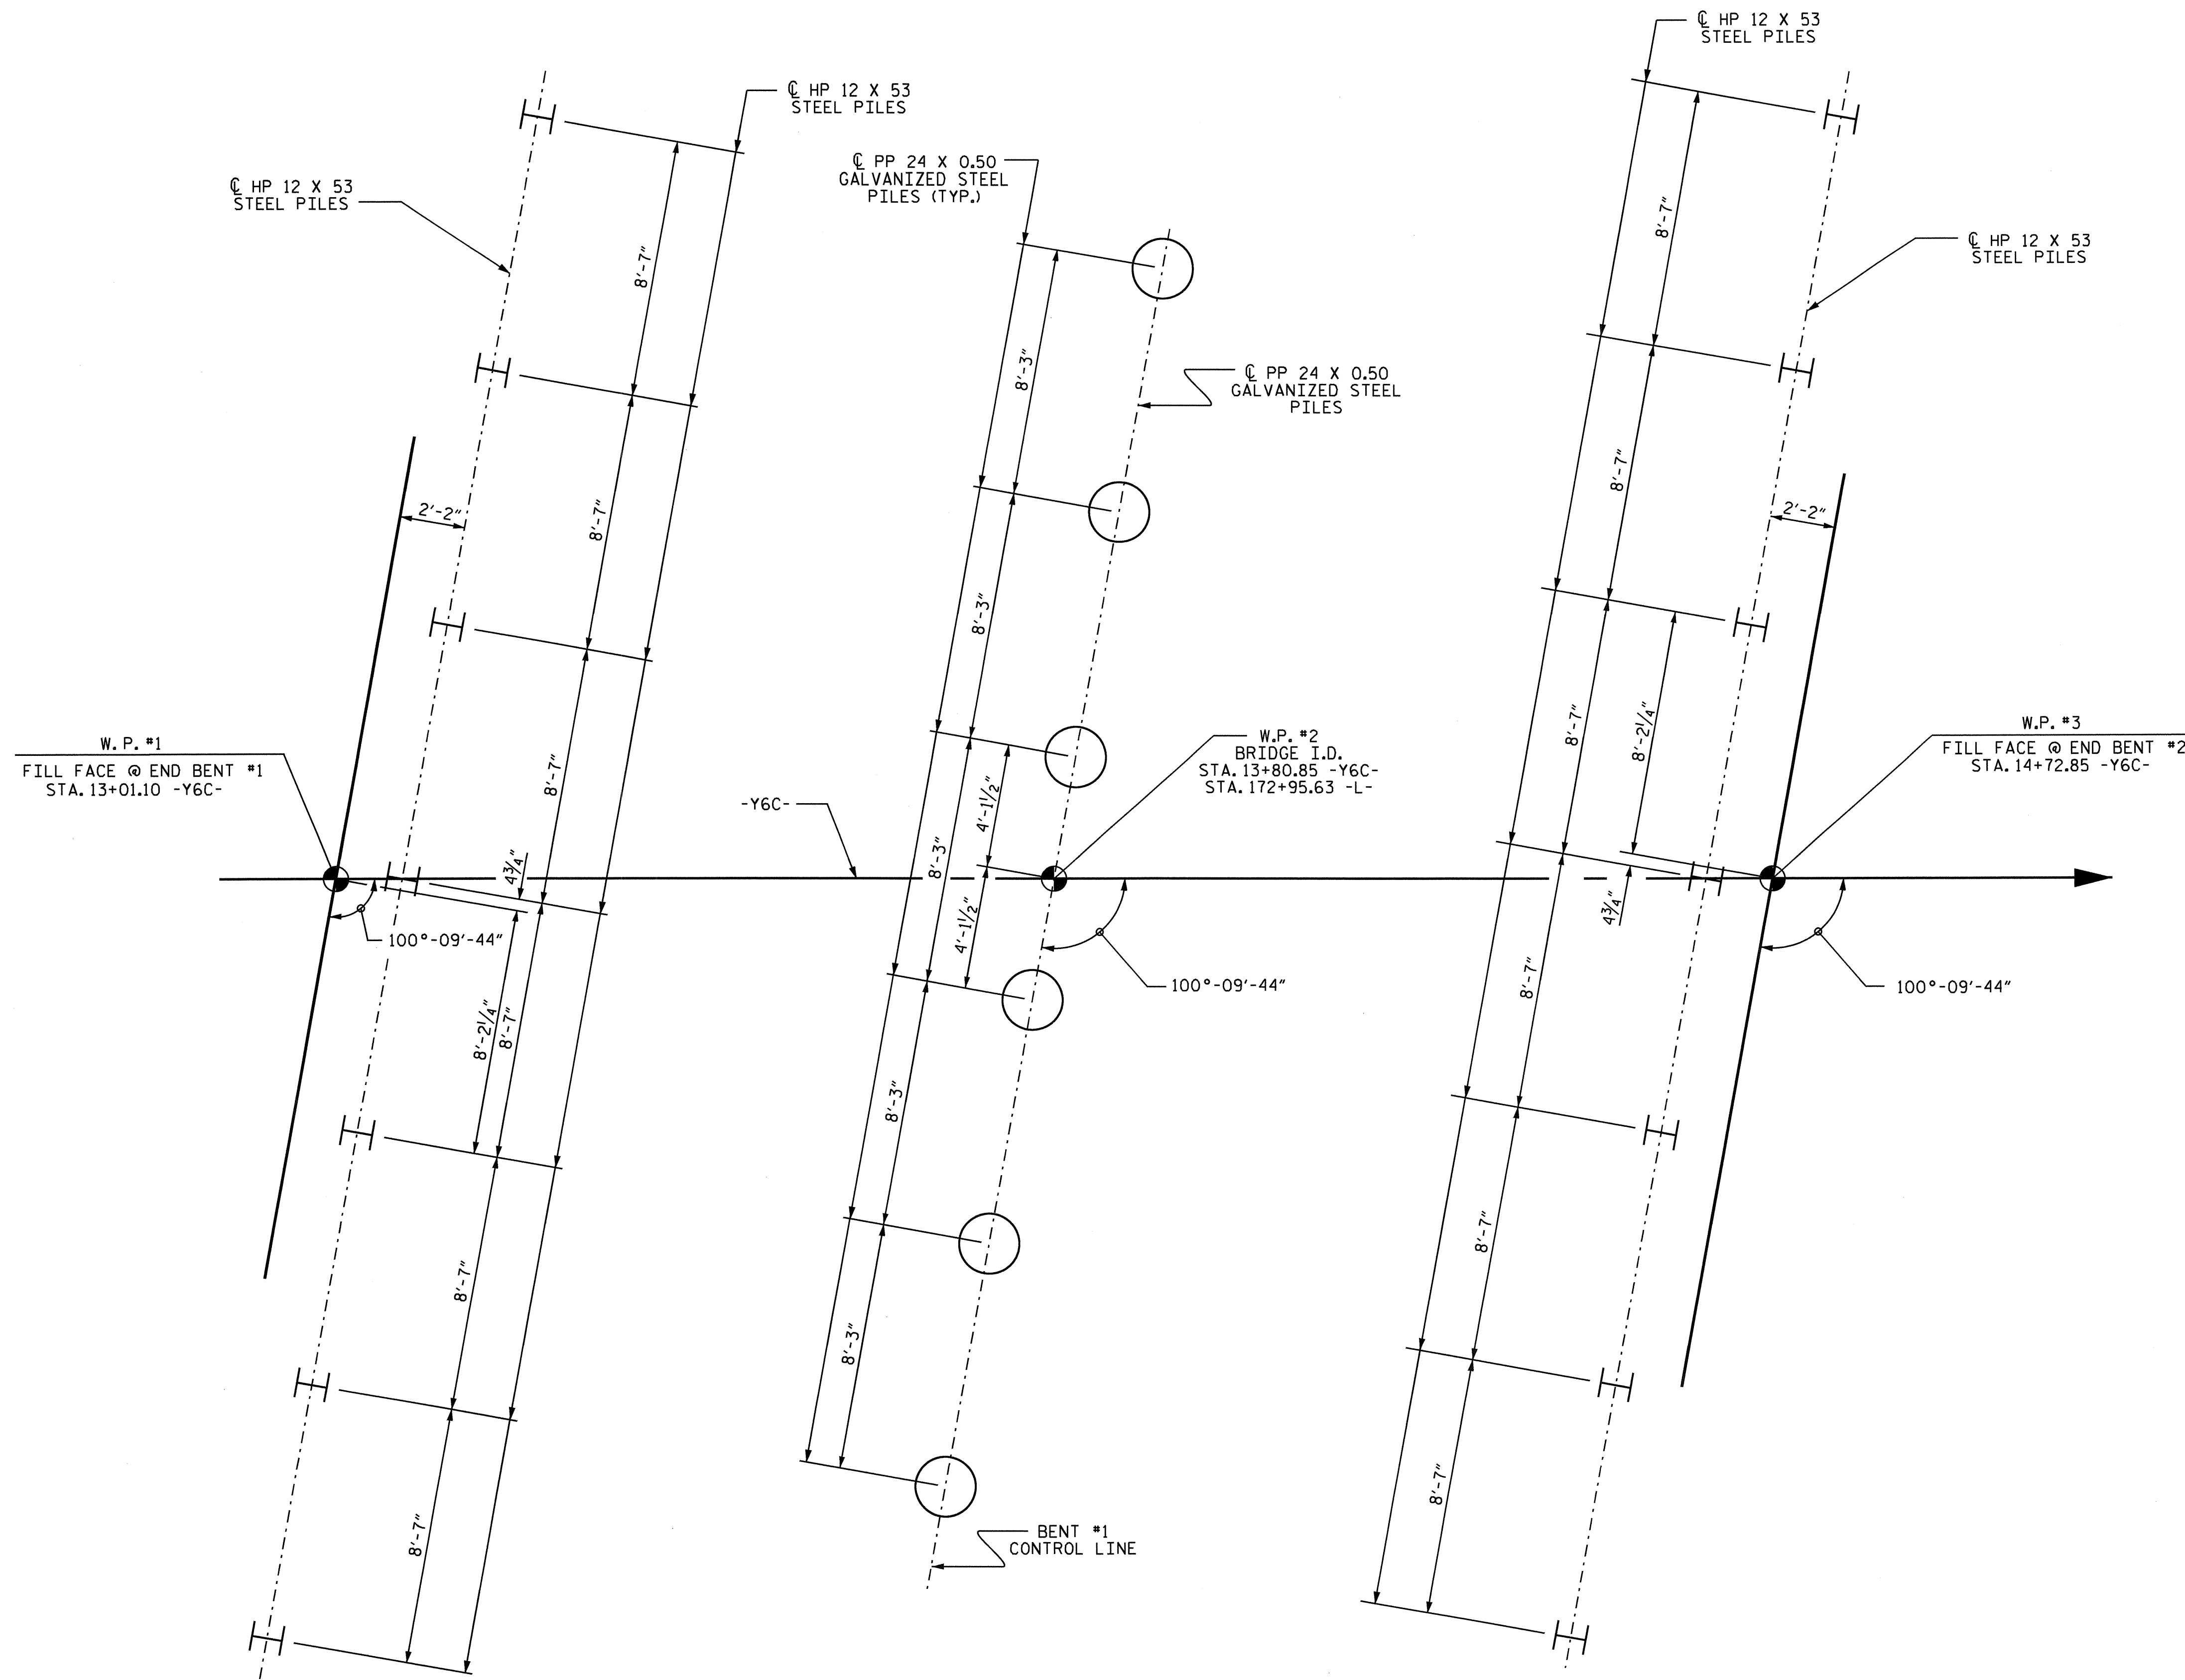 ℄ HP 12 X 53
STEEL PILES
℄ HP 12 X 53
STEEL PILES
℄ PP 24 X 0.50
GALVANIZED STEEL
PILES (TYP.)
℄ HP 12 X 53
STEEL PILES
℄ HP 12 X 53
STEEL PILES
℄ PP 24 X 0.50
GALVANIZED STEEL
PILES
8'-7"
8'-7"
8'-7"
8'-7"
8'-7"
8'-7"
2'-2"
4¾"
8'-2¼"
W.P. #1
FILL FACE @ END BENT #1
STA. 13+01.10 -Y6C-
100°-09'-44"
-Y6C-
8'-3"
8'-3"
8'-3"
8'-3"
8'-3"
4'-1½"
4'-1½"
W.P. #2
BRIDGE I.D.
STA. 13+80.85 -Y6C-
STA. 172+95.63 -L-
100°-09'-44"
BENT #1
CONTROL LINE
8'-7"
8'-7"
8'-7"
8'-7"
8'-7"
8'-7"
8'-2¼"
4¾"
2'-2"
W.P. #3
FILL FACE @ END BENT #2
STA. 14+72.85 -Y6C-
100°-09'-44"